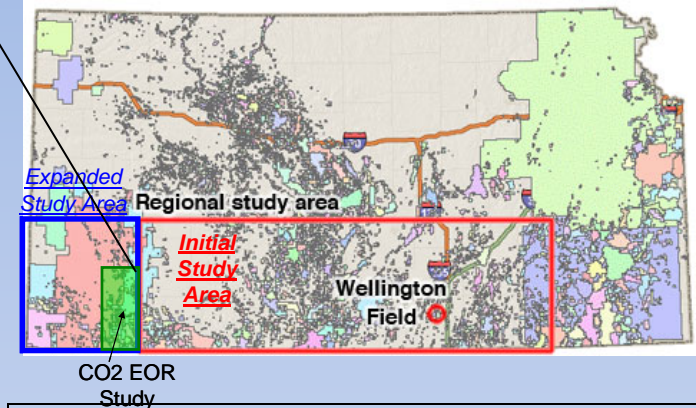 Expanded
Study Area
Regional study area
Initial
Study
Area
Wellington
Field
CO2 EOR
Study